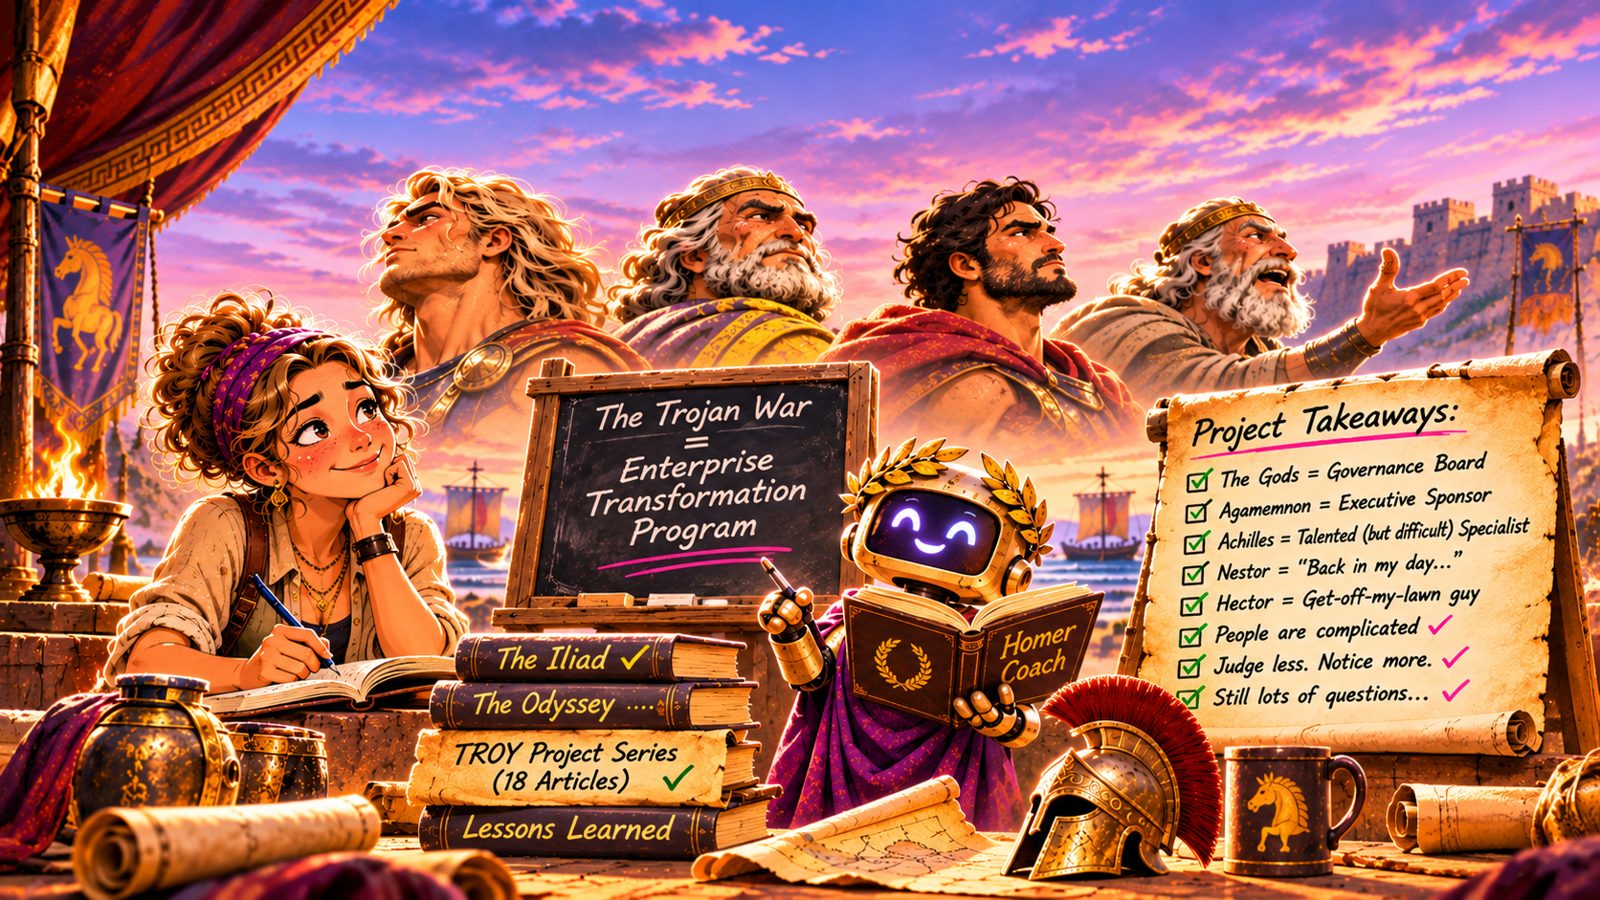 The Trojan War
=
Enterprise
Transformation
Program
Project Takeaways:
The Gods = Governance Board
Agamemnon = Executive Sponsor
Achilles = Talented (but difficult) Specialist
Nestor = “Back in my day...”
Hector = Get-off-my-lawn guy
People are complicated
Judge less. Notice more.
Still lots of questions...
Homer
Coach
The Iliad
The Odyssey ....
TROY Project Series
(18 Articles)
Lessons Learned